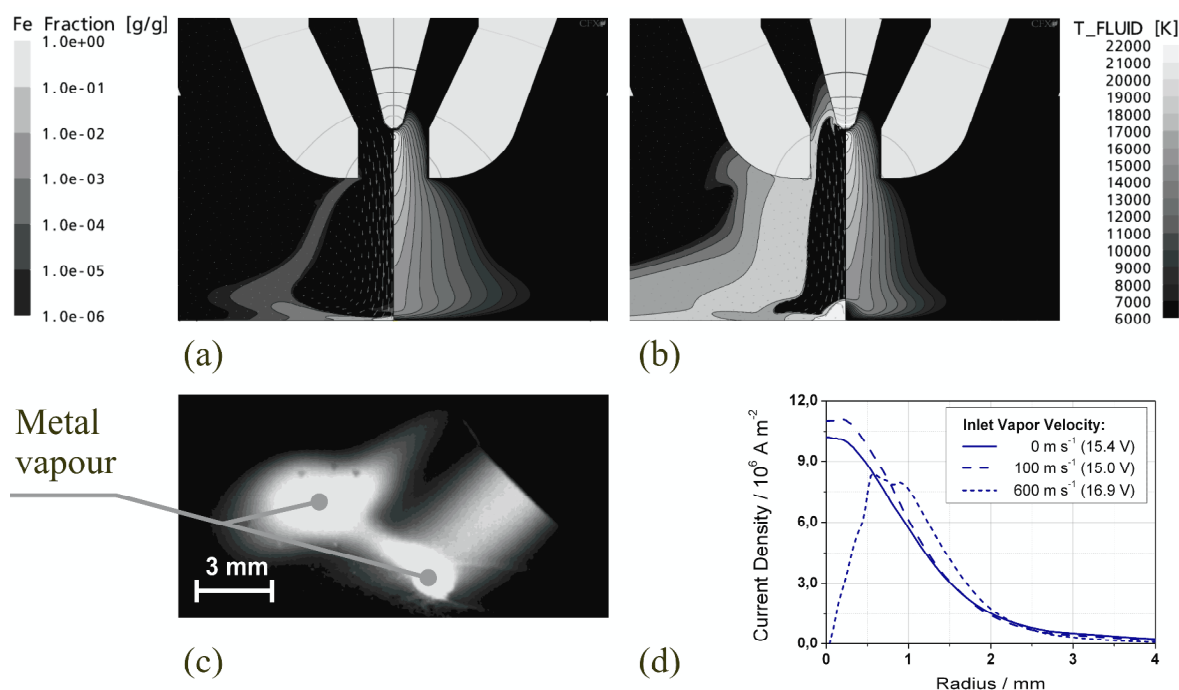 Fe Fraction [g/g]
1.0e+00
1.0e-01
1.0e-02
1.0e-03
1.0e-04
1.0e-05
1.0e-06
CFX
(a)
CFX
T_FLUID [K]
22000
20000
19000
18000
17000
16000
15000
14000
13000
12000
11000
10000
9000
8000
7000
6000
(b)
Metal
vapour
3 mm
(c)
12,0
9,0
6,0
3,0
0,0
Current Density / 10⁶ A m⁻²
Inlet Vapor Velocity:
0 m s⁻¹ (15.4 V)
100 m s⁻¹ (15.0 V)
600 m s⁻¹ (16.9 V)
0 1 2 3 4
Radius / mm
(d)